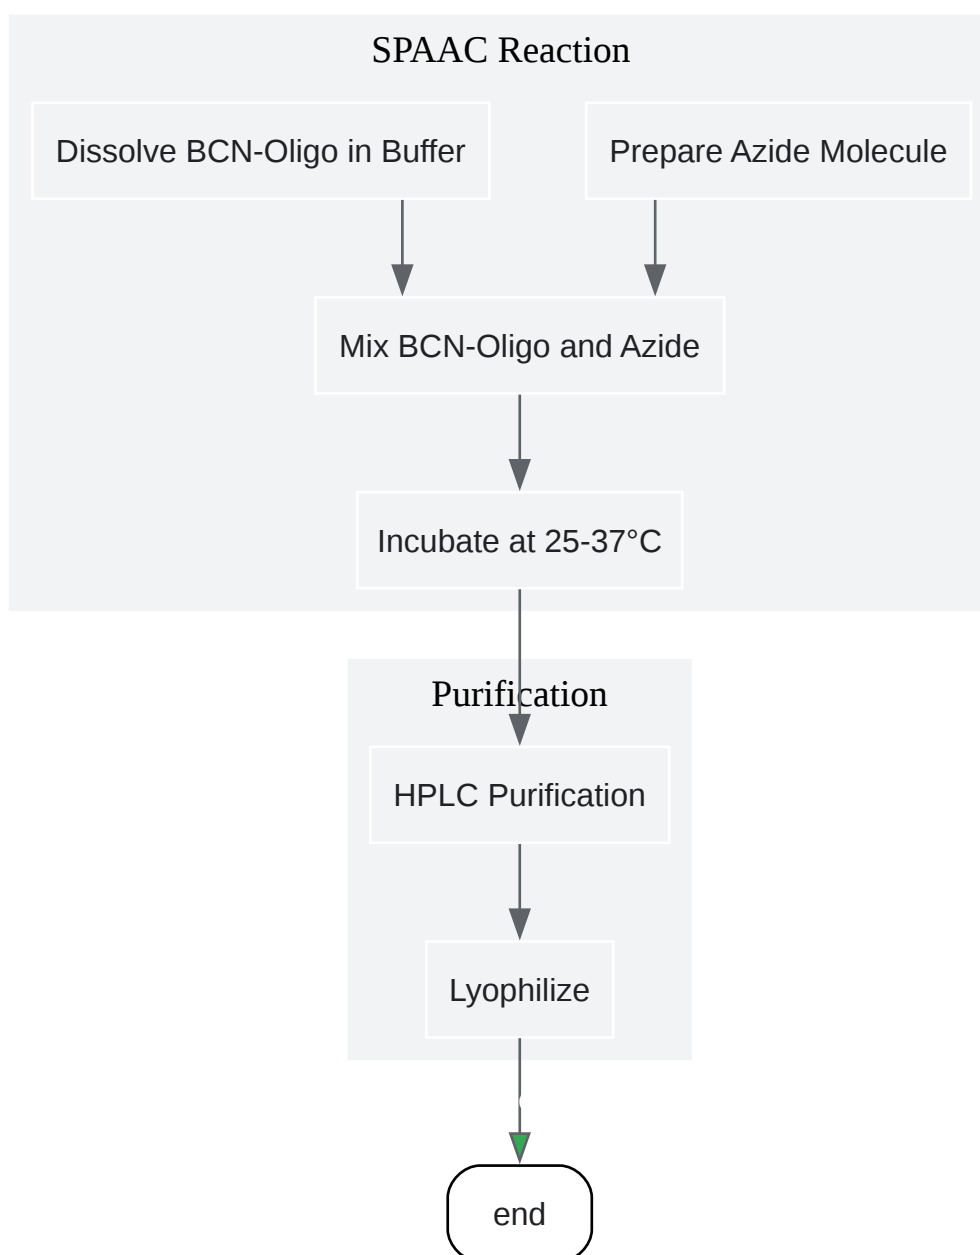 SPAAC Reaction
Dissolve BCN-Oligo in Buffer
Prepare Azide Molecule
Mix BCN-Oligo and Azide
Incubate at 25-37°C
Purification
HPLC Purification
Lyophilize
end